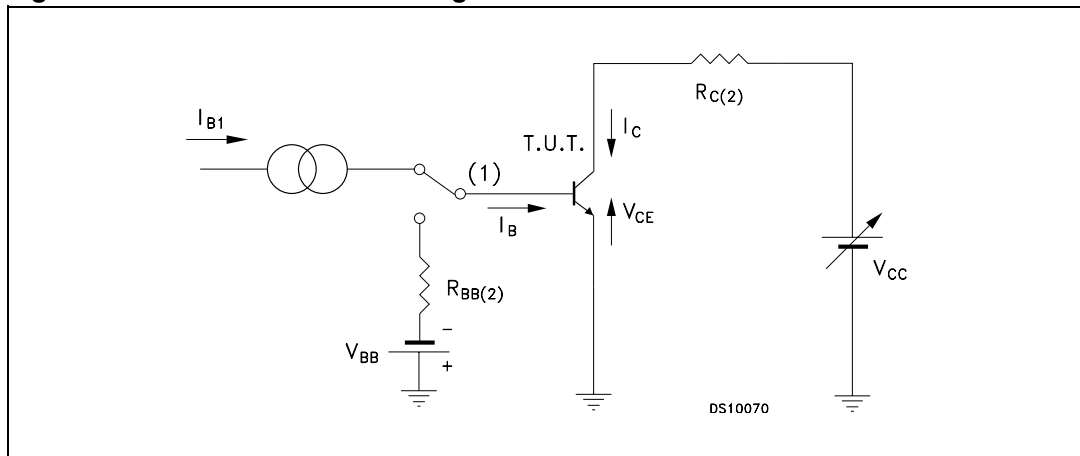 R_C(2)
I_B1
I_C
T.U.T.
(1)
V_CE
I_B
V_CC
R_BB(2)
−
V_BB
+
DS10070